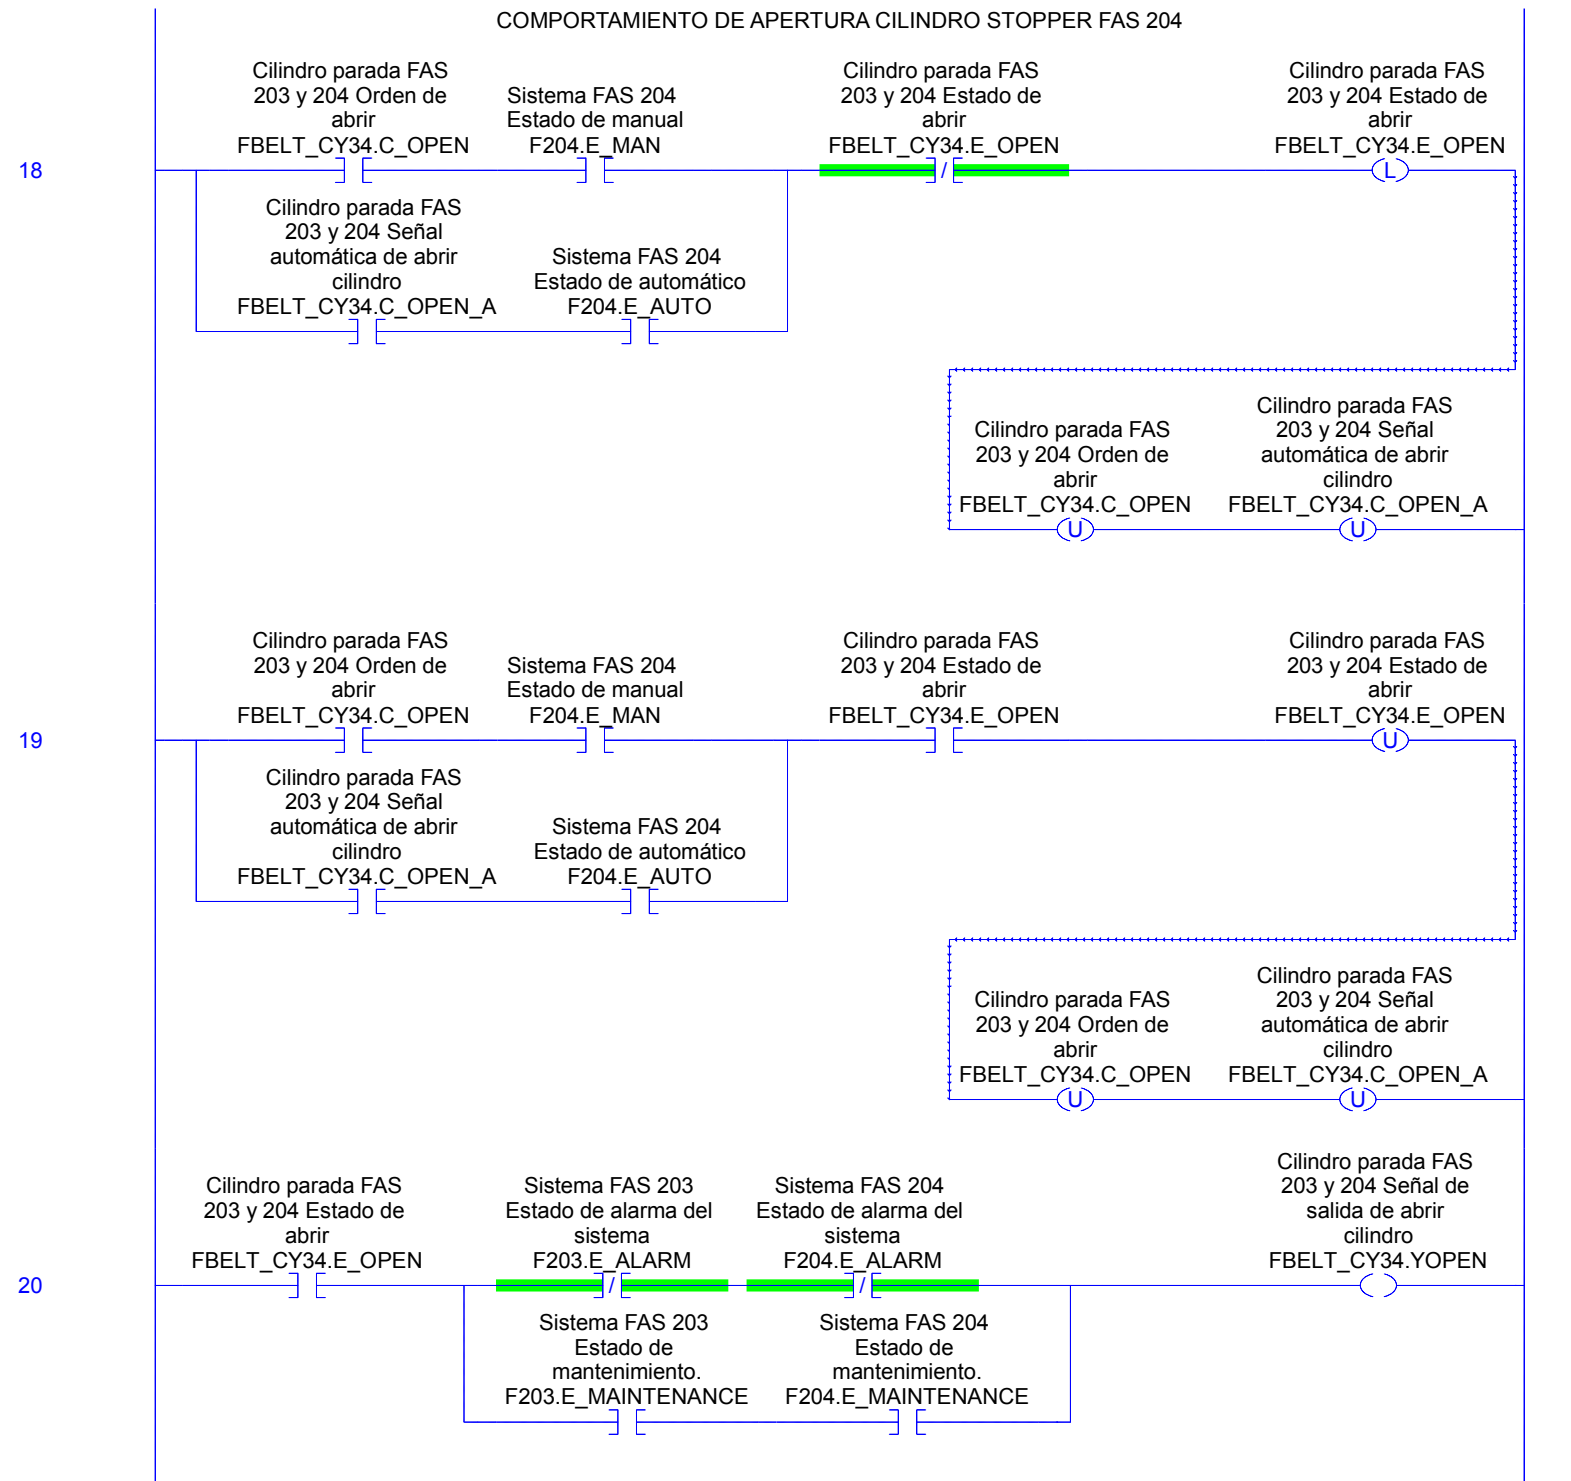 COMPORTAMIENTO DE APERTURA CILINDRO STOPPER FAS 204
18
Cilindro parada FAS
203 y 204 Orden de
abrir
FBELT_CY34.C_OPEN
Sistema FAS 204
Estado de manual
F204.E_MAN
Cilindro parada FAS
203 y 204 Estado de
abrir
FBELT_CY34.E_OPEN
/
Cilindro parada FAS
203 y 204 Estado de
abrir
FBELT_CY34.E_OPEN
L
Cilindro parada FAS
203 y 204 Señal
automática de abrir
cilindro
FBELT_CY34.C_OPEN_A
Sistema FAS 204
Estado de automático
F204.E_AUTO
Cilindro parada FAS
203 y 204 Orden de
abrir
FBELT_CY34.C_OPEN
U
Cilindro parada FAS
203 y 204 Señal
automática de abrir
cilindro
FBELT_CY34.C_OPEN_A
U
19
Cilindro parada FAS
203 y 204 Orden de
abrir
FBELT_CY34.C_OPEN
Sistema FAS 204
Estado de manual
F204.E_MAN
Cilindro parada FAS
203 y 204 Estado de
abrir
FBELT_CY34.E_OPEN
Cilindro parada FAS
203 y 204 Estado de
abrir
FBELT_CY34.E_OPEN
U
Cilindro parada FAS
203 y 204 Señal
automática de abrir
cilindro
FBELT_CY34.C_OPEN_A
Sistema FAS 204
Estado de automático
F204.E_AUTO
Cilindro parada FAS
203 y 204 Orden de
abrir
FBELT_CY34.C_OPEN
U
Cilindro parada FAS
203 y 204 Señal
automática de abrir
cilindro
FBELT_CY34.C_OPEN_A
U
20
Cilindro parada FAS
203 y 204 Estado de
abrir
FBELT_CY34.E_OPEN
Sistema FAS 203
Estado de alarma del
sistema
F203.E_ALARM
/
Sistema FAS 204
Estado de alarma del
sistema
F204.E_ALARM
/
Cilindro parada FAS
203 y 204 Señal de
salida de abrir
cilindro
FBELT_CY34.YOPEN
Sistema FAS 203
Estado de
mantenimiento.
F203.E_MAINTENANCE
Sistema FAS 204
Estado de
mantenimiento.
F204.E_MAINTENANCE